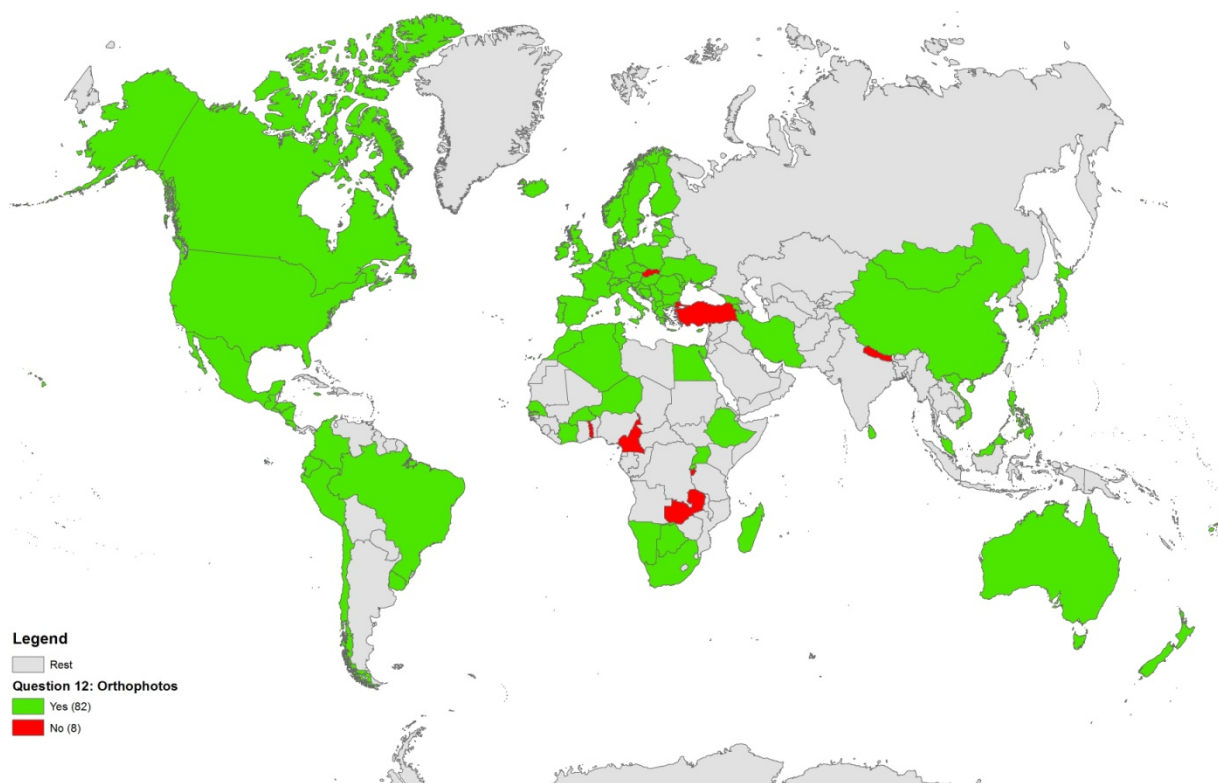 Legend
Rest
Question 12: Orthophotos
Yes (82)
No (8)